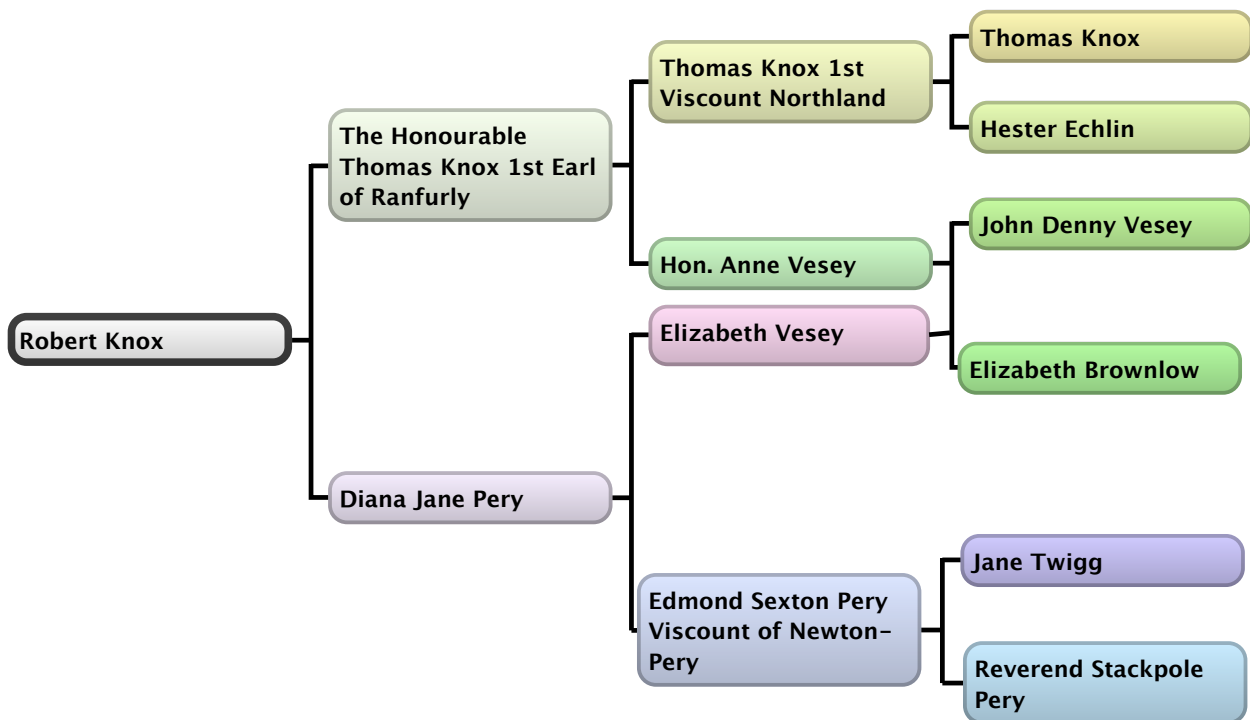 Robert Knox
The Honourable
Thomas Knox 1st Earl
of Ranfurly
Diana Jane Pery
Thomas Knox 1st
Viscount Northland
Hon. Anne Vesey
Elizabeth Vesey
Edmond Sexton Pery
Viscount of Newton-
Pery
Thomas Knox
Hester Echlin
John Denny Vesey
Elizabeth Brownlow
Jane Twigg
Reverend Stackpole
Pery